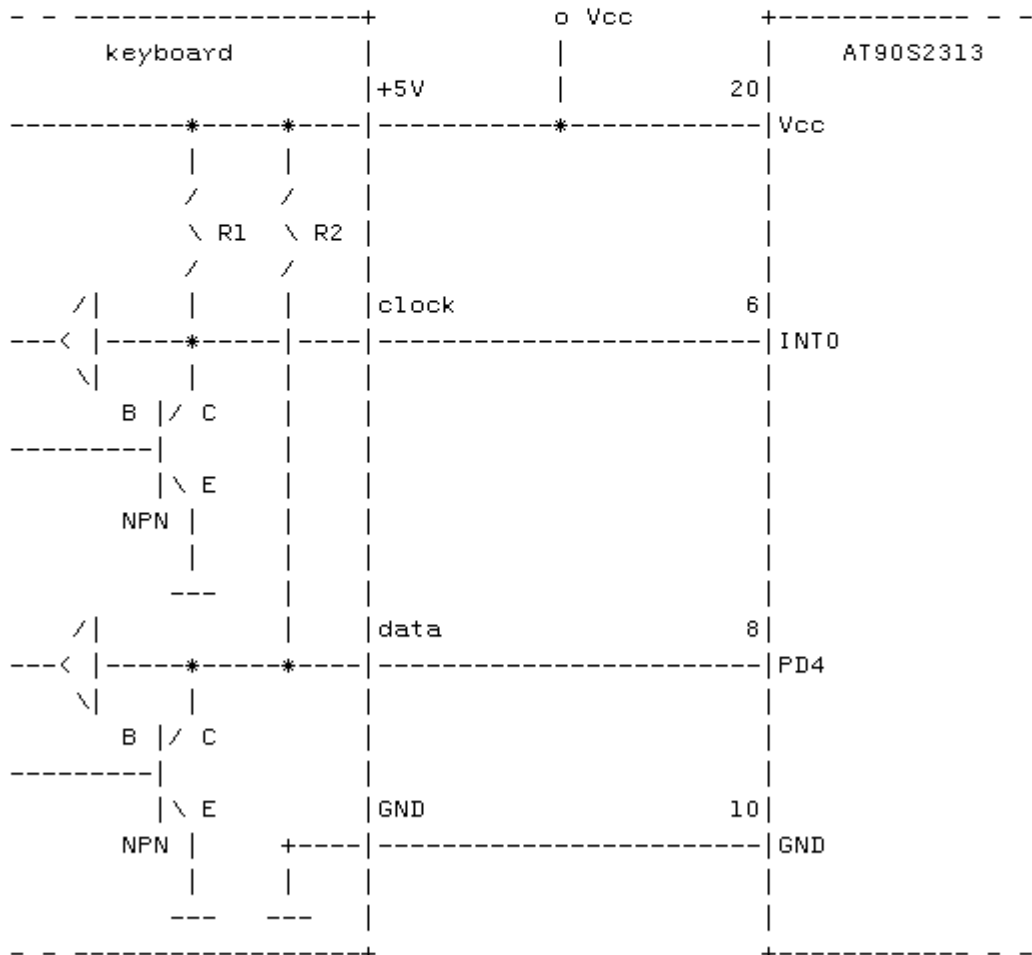 o Vcc
keyboard AT90S2313
+5V 20
Vcc
R1 R2
clock 6
INT0
B C
E
NPN
data 8
PD4
B C
E GND 10
NPN GND